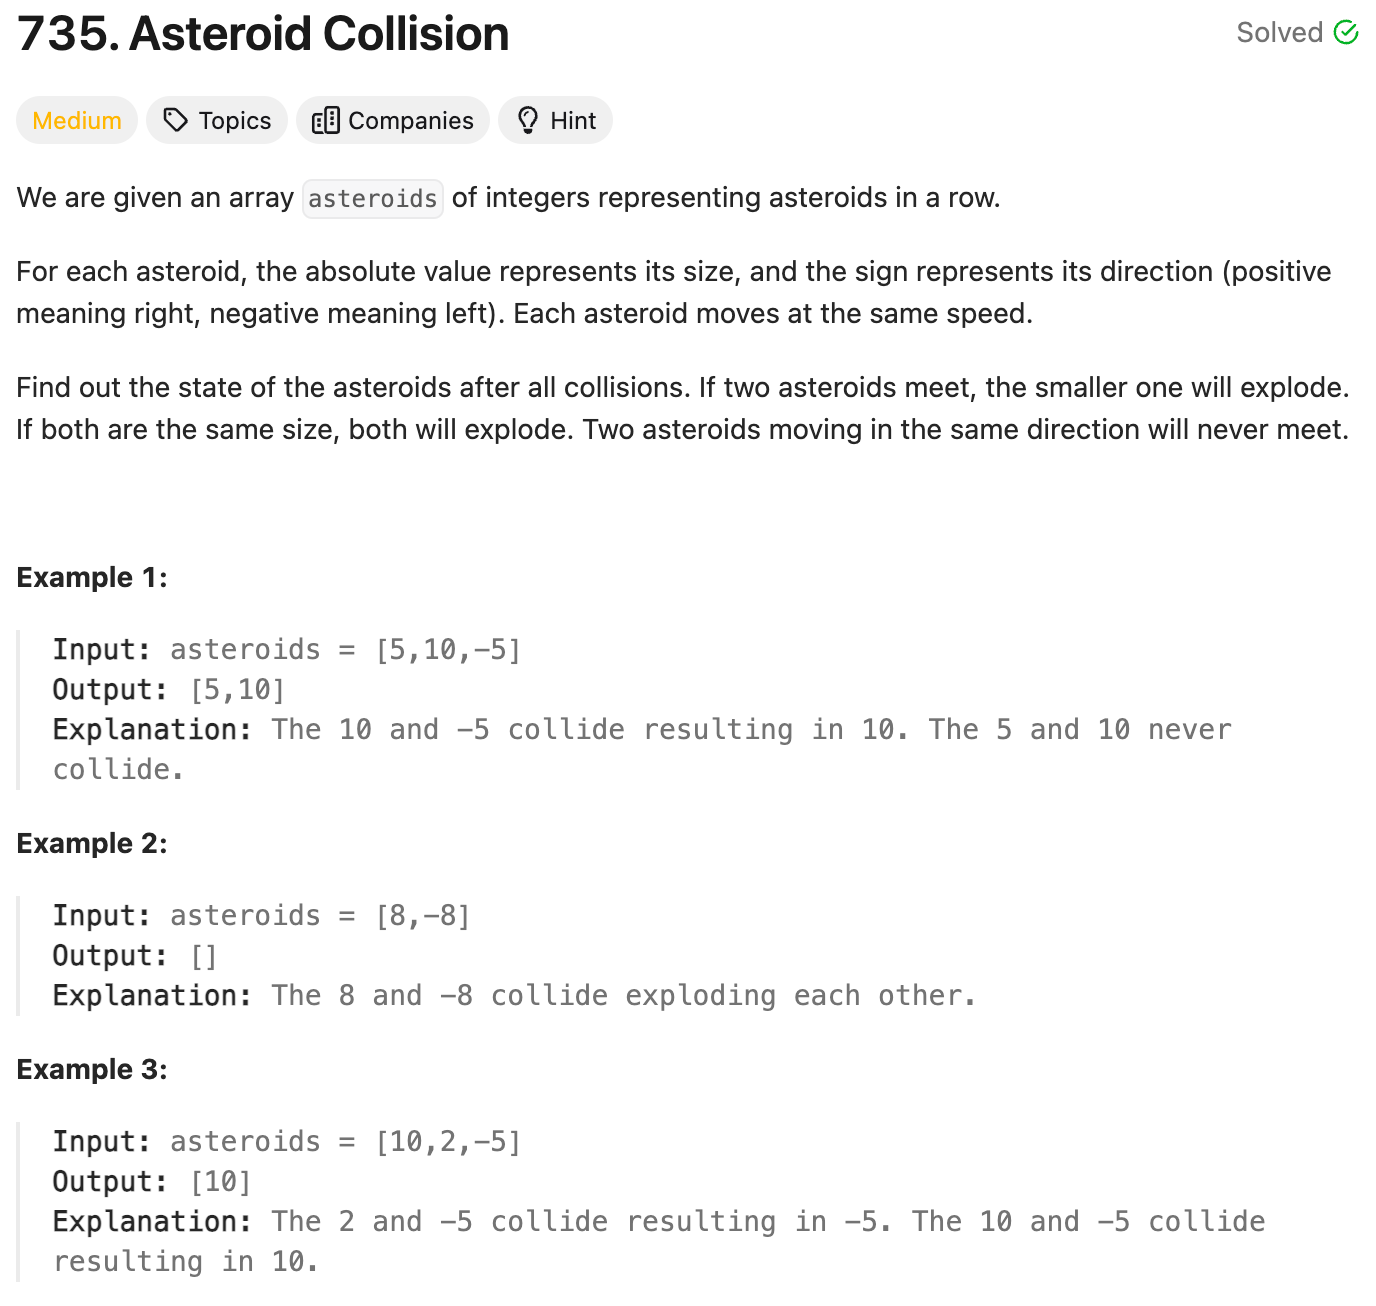 735. Asteroid Collision
Solved
Medium Topics Companies Hint
We are given an array asteroids of integers representing asteroids in a row.
For each asteroid, the absolute value represents its size, and the sign represents its direction (positive
meaning right, negative meaning left). Each asteroid moves at the same speed.
Find out the state of the asteroids after all collisions. If two asteroids meet, the smaller one will explode.
If both are the same size, both will explode. Two asteroids moving in the same direction will never meet.
Example 1:
Input: asteroids = [5,10,-5]
Output: [5,10]
Explanation: The 10 and -5 collide resulting in 10. The 5 and 10 never
collide.
Example 2:
Input: asteroids = [8,-8]
Output: []
Explanation: The 8 and -8 collide exploding each other.
Example 3:
Input: asteroids = [10,2,-5]
Output: [10]
Explanation: The 2 and -5 collide resulting in -5. The 10 and -5 collide
resulting in 10.